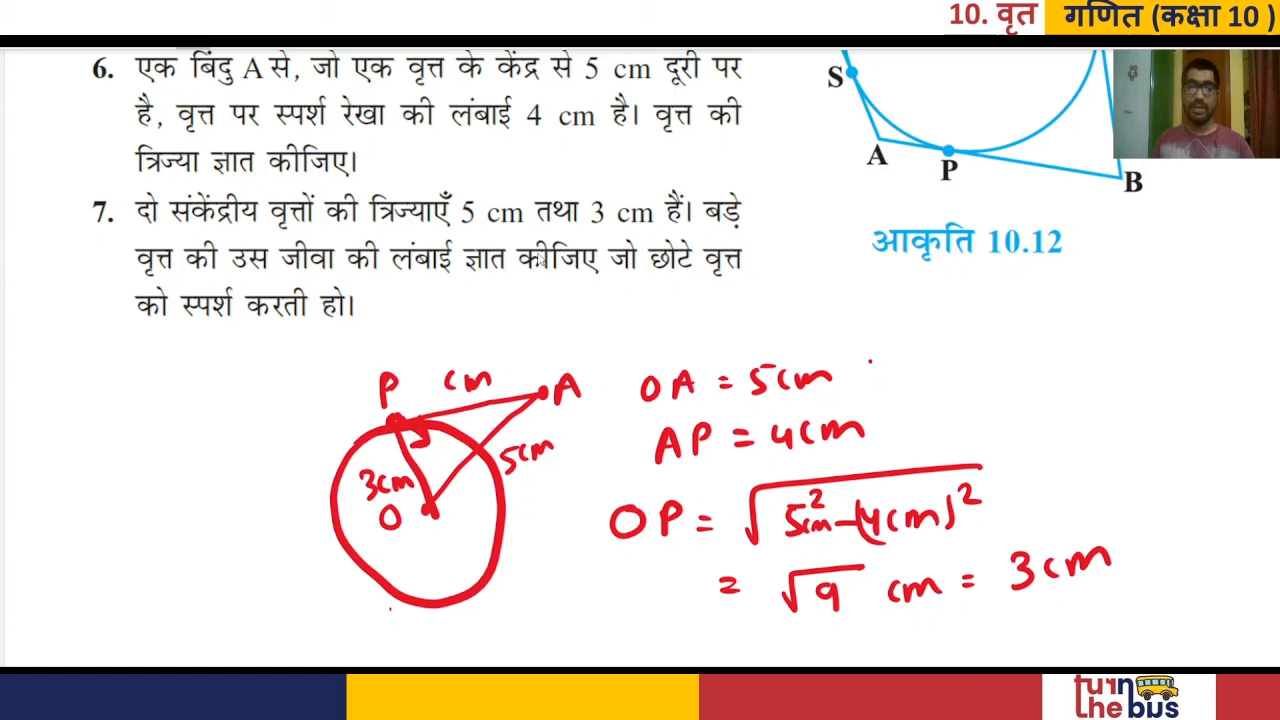 10. वृत
गणित (कक्षा 10 )
6. एक बिंदु A से, जो एक वृत्त के केंद्र से 5 cm दूरी पर
है, वृत्त पर स्पर्श रेखा की लंबाई 4 cm है। वृत्त की
त्रिज्या ज्ञात कीजिए।
7. दो संकेंद्रीय वृत्तों की त्रिज्याएँ 5 cm तथा 3 cm हैं। बड़े
वृत्त की उस जीवा की लंबाई ज्ञात कीजिए जो छोटे वृत्त
को स्पर्श करती हो।
S
A
P
B
आकृति 10.12
P cm A
5cm
3cm
O
OA = 5cm
AP = 4cm
OP = √5cm² - (4cm)²
= √9 cm = 3cm
turn
the bus